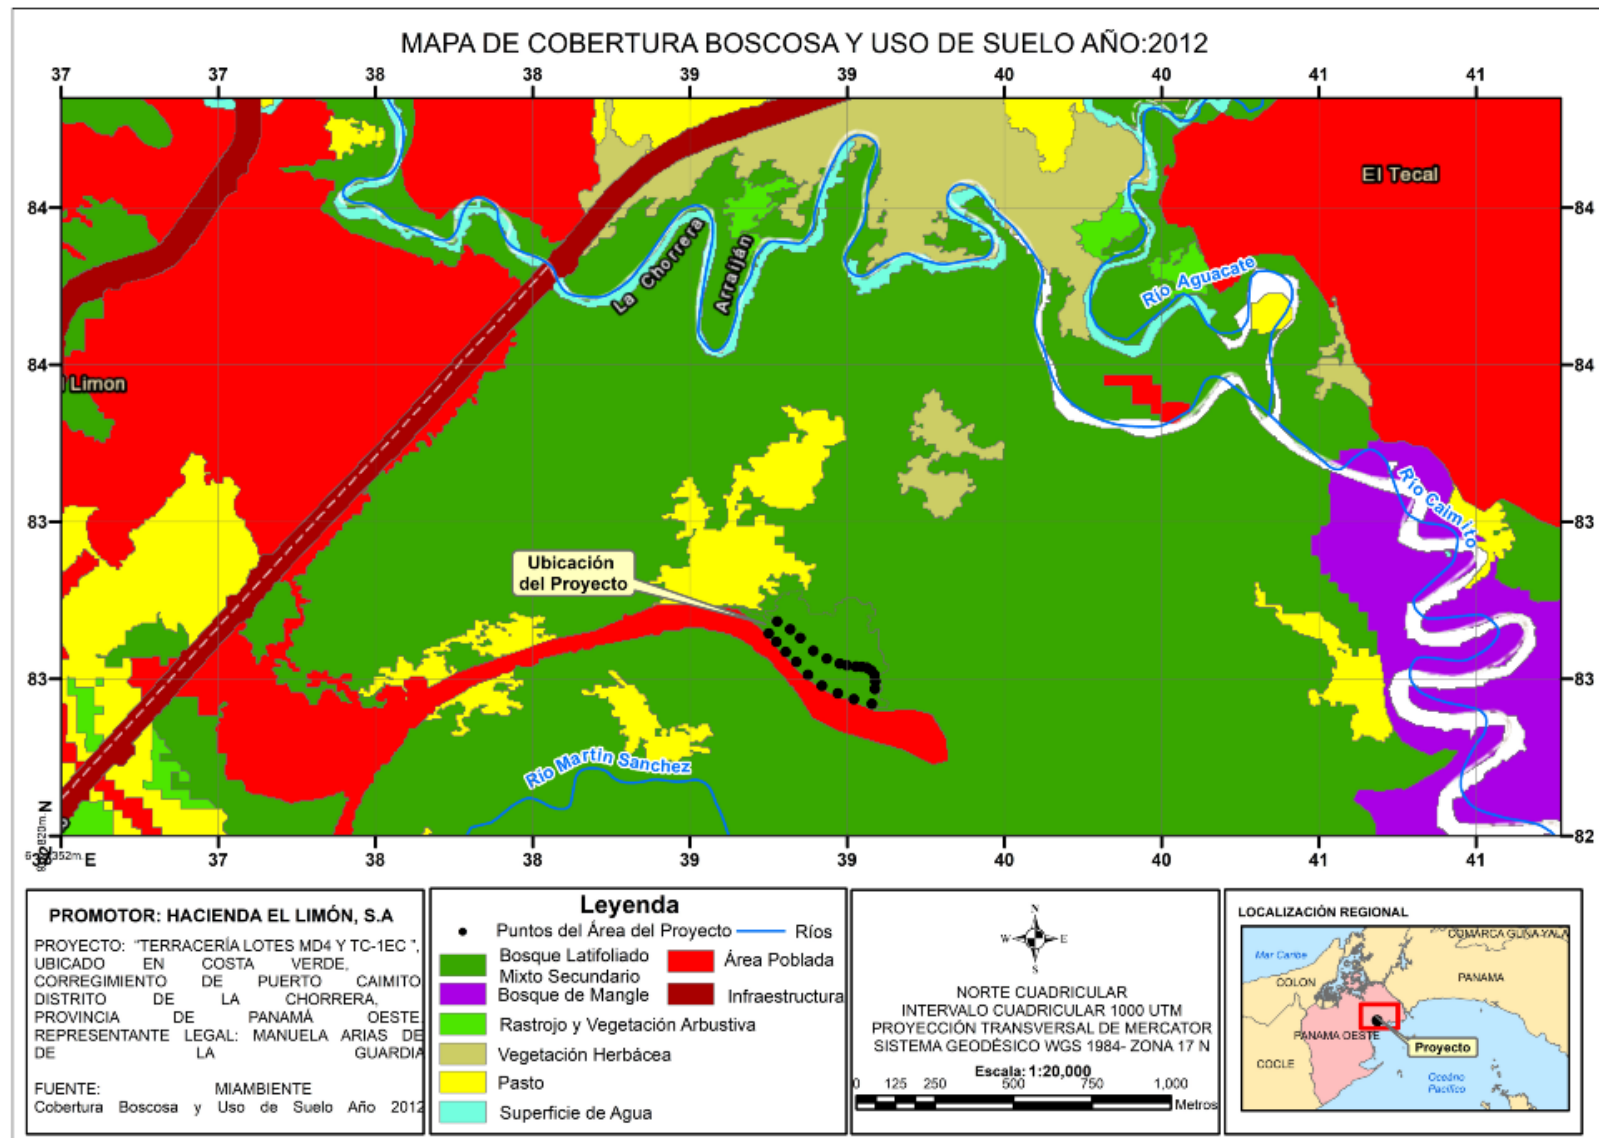 MAPA DE COBERTURA BOSCOSA Y USO DE SUELO AÑO:2012
37 37 38 38 39 39 40 40 41 41
El Tecal
84 84
La Chorrera
Arraiján
Río Aguacate
84 84
Limon
Río Caimito
83 83
Ubicación
del Proyecto
83 83
Río Martín Sanchez
N
82
E
37 38 38 39 39 40 40 41 41
PROMOTOR: HACIENDA EL LIMÓN, S.A
PROYECTO: "TERRACERÍA LOTES MD4 Y TC-1EC ",
UBICADO EN COSTA VERDE,
CORREGIMIENTO DE PUERTO CAIMITO
DISTRITO DE LA CHORRERA,
PROVINCIA DE PANAMÁ OESTE.
REPRESENTANTE LEGAL: MANUELA ARIAS DE
DE LA GUARDIA
FUENTE: MIAMBIENTE
Cobertura Boscosa y Uso de Suelo Año 2012
Leyenda
Puntos del Área del Proyecto
Ríos
Bosque Latifoliado
Mixto Secundario
Área Poblada
Bosque de Mangle
Infraestructura
Rastrojo y Vegetación Arbustiva
Vegetación Herbácea
Pasto
Superficie de Agua
N
W E
S
NORTE CUADRICULAR
INTERVALO CUADRICULAR 1000 UTM
PROYECCIÓN TRANSVERSAL DE MERCATOR
SISTEMA GEODÉSICO WGS 1984- ZONA 17 N
Escala: 1:20,000
0 125 250 500 750 1,000
Metros
LOCALIZACIÓN REGIONAL
COMARCA GUNA YALA
Mar Caribe
COLON
PANAMA
PANAMA OESTE
Proyecto
COCLE
Oceáno
Pacífico